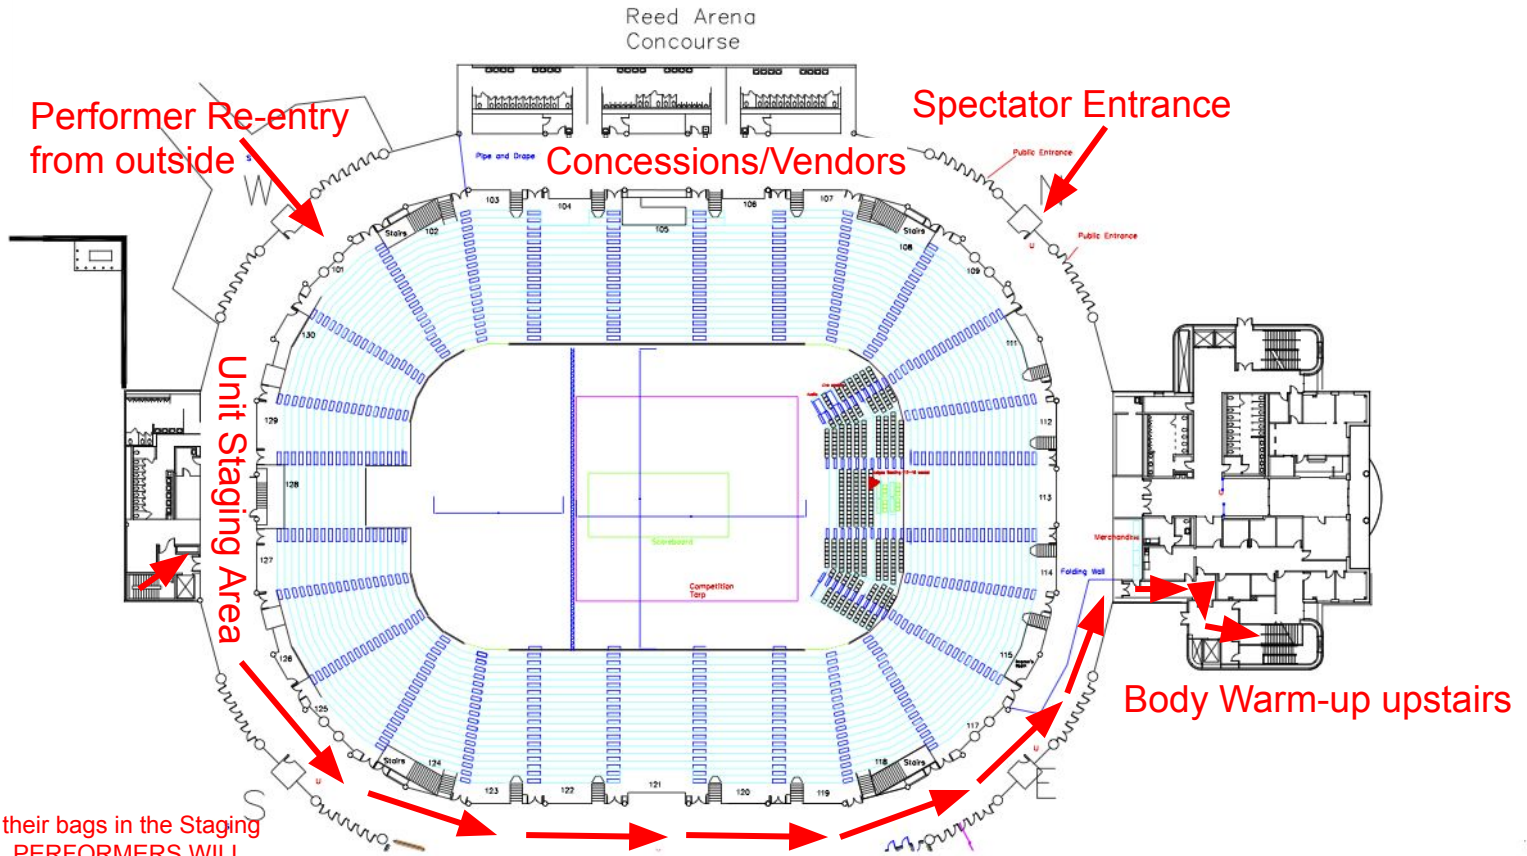 Reed Arena
Concourse
Performer Re-entry
from outside
Spectator Entrance
Pipe and Drape
Concessions/Vendors
Public Entrance
W
N
S
Public Entrance
U
103
104
105
106
107
102
Stairs
Stairs
108
101
109
130
111
129
112
128
113
127
114
126
115
125
117
124
Stairs
123
122
121
120
119
118
Stairs
Unit Staging Area
Scoreboard
Competition
Tarp
Merchandise
Folding Wall
Body Warm-up upstairs
U
U
S
E
their bags in the Staging
PERFORMERS WILL